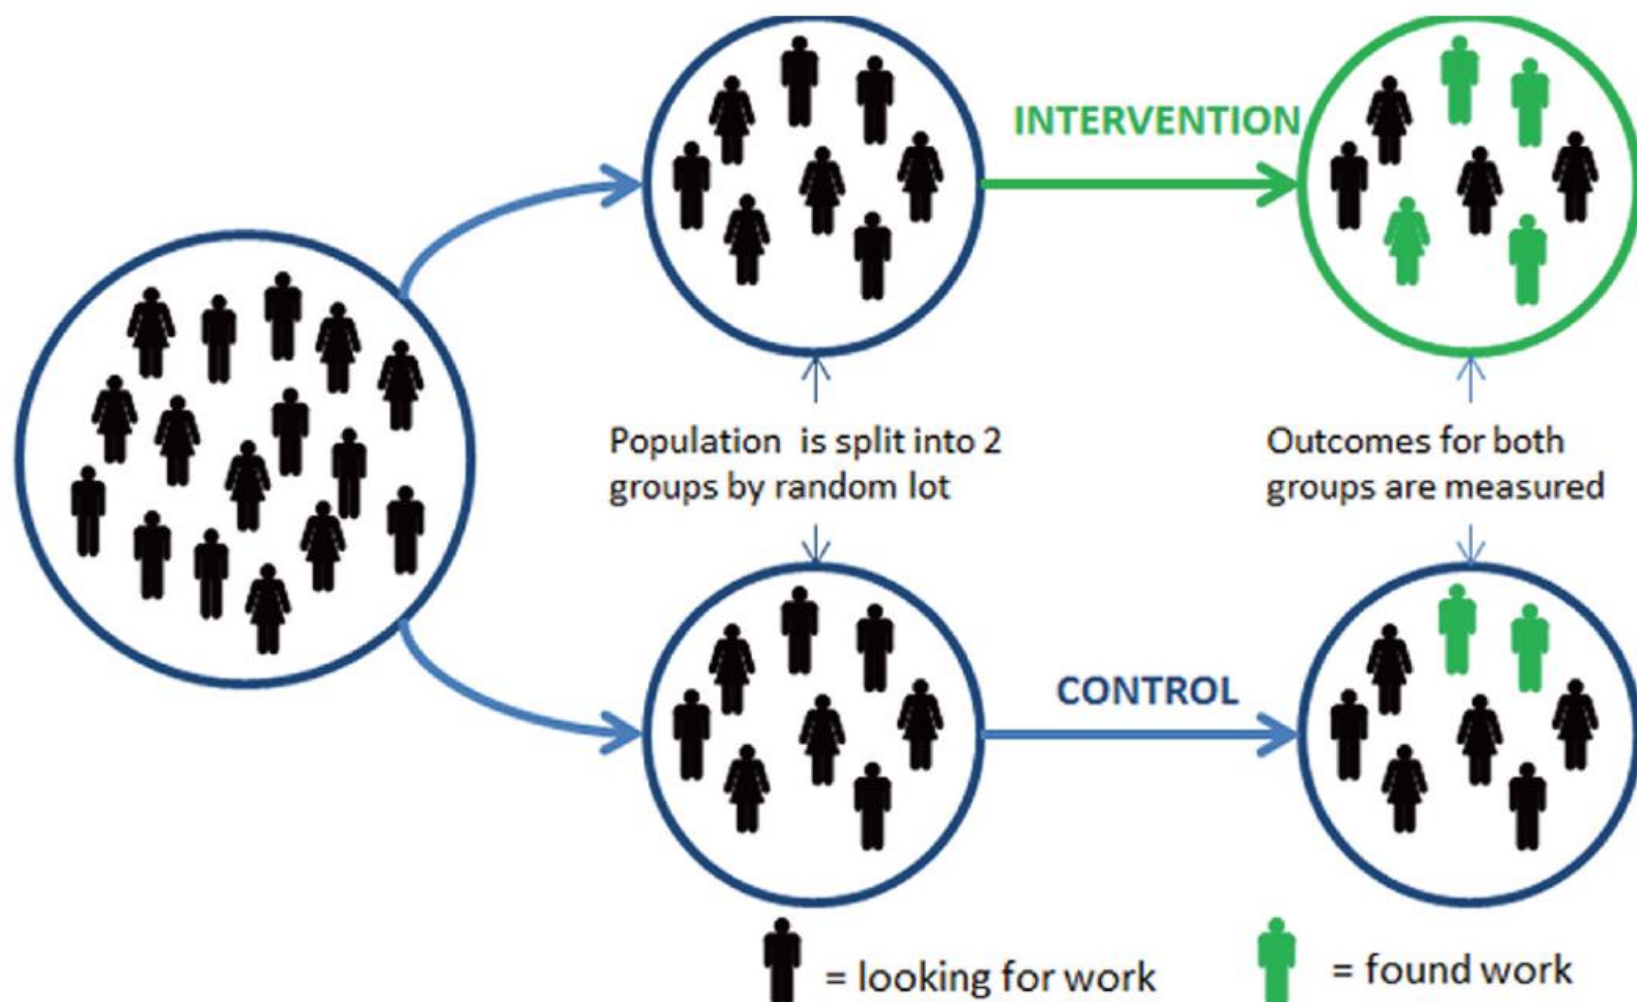 INTERVENTION
Population is split into 2
groups by random lot
Outcomes for both
groups are measured
CONTROL
= looking for work
= found work